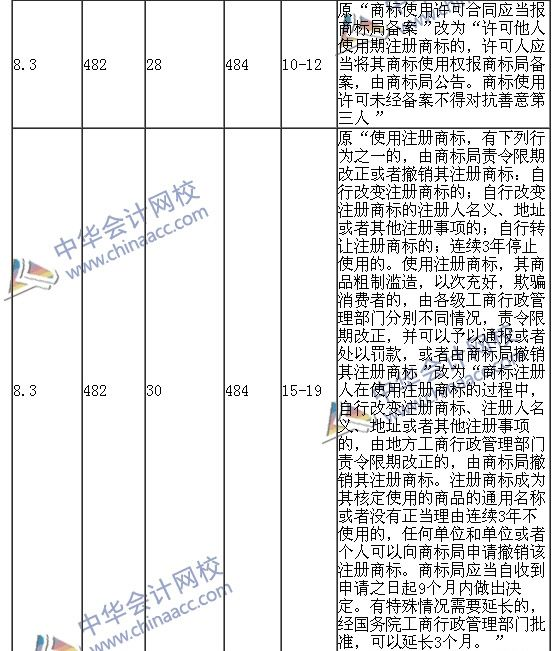 原“商标使用许可合同应当报
商标局备案”改为“许可他人
使用期注册商标的，许可人应
当将其商标使用权报商标局备
案，由商标局公告。商标使用
许可未经备案不得对抗善意第
三人 ”
8.3 482 28 484 10-12
原“使用注册商标，有下列行
为之一的，由商标局责令限期
改正或者撤销其注册商标：自
行改变注册商标的；自行改变
注册商标的注册人名义、地址
或者其他注册事项的；自行转
让注册商标的；连续3年停止
使用的。使用注册商标，其商
品粗制滥造，以次充好，欺骗
消费者的，由各级工商行政管
理部门分别不同情况，责令限
期改正，并可以予以通报或者
处以罚款，或者由商标局撤销
其注册商标”改为“商标注册
人在使用注册商标的过程中，
自行改变注册商标、注册人名
义、地址或者其他注册事项
的，由地方工商行政管理部门
责令限期改正的，由商标局撤
销其注册商标。注册商标成为
其核定使用的商品的通用名称
或者没有正当理由连续3年不
使用的，任何单位和单位或者
个人可以向商标局申请撤销该
注册商标。商标局应当自收到
申请之日起9个月内做出决
定。有特殊情况需要延长的，
经国务院工商行政管理部门批
准，可以延长3个月。 ”
8.3 482 30 484 15-19
中华会计网校
www.chinaacc.com
中华会计网校
www.chinaacc.com
中华会计网校
www.chinaacc.com